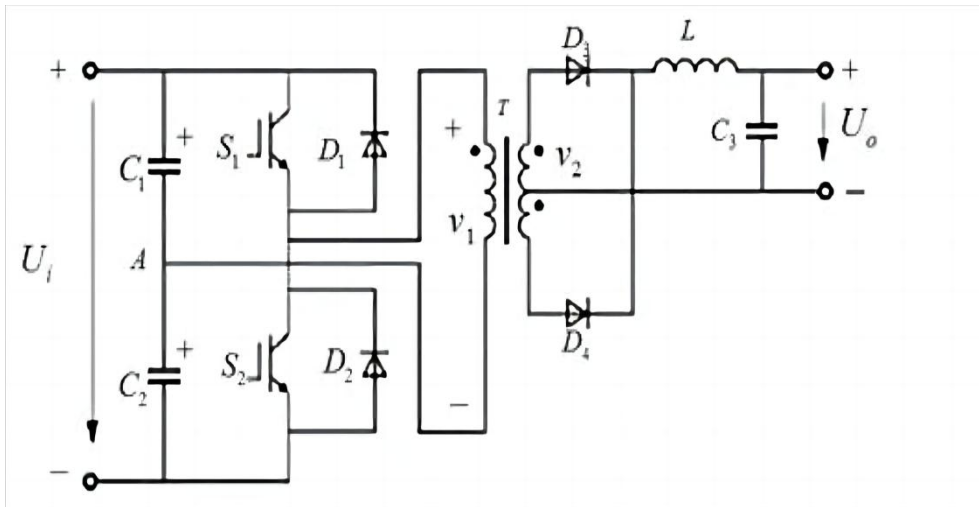 D₃ L
+ + T +
S₁ D₁ + v₂ C₃ Uₒ
C₁
v₁ −
Uᵢ A
+
S₂ D₂ D₄
C₂
−
−